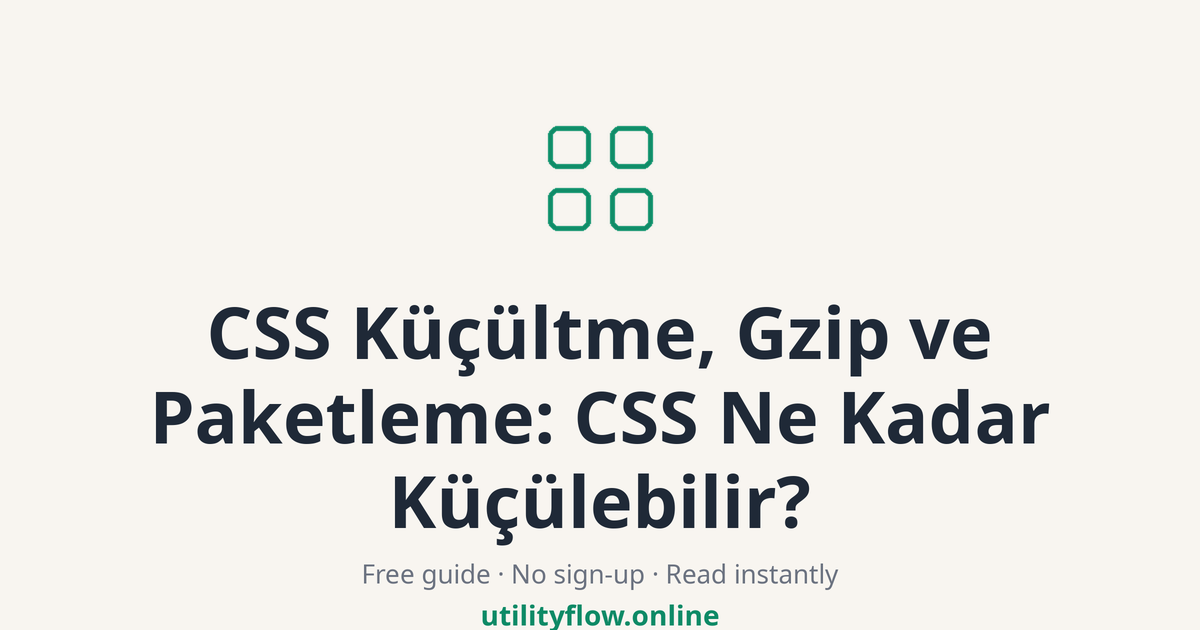 CSS Küçültme, Gzip ve
Paketleme: CSS Ne Kadar
Küçülebilir?
Free guide · No sign-up · Read instantly
utilityflow.online